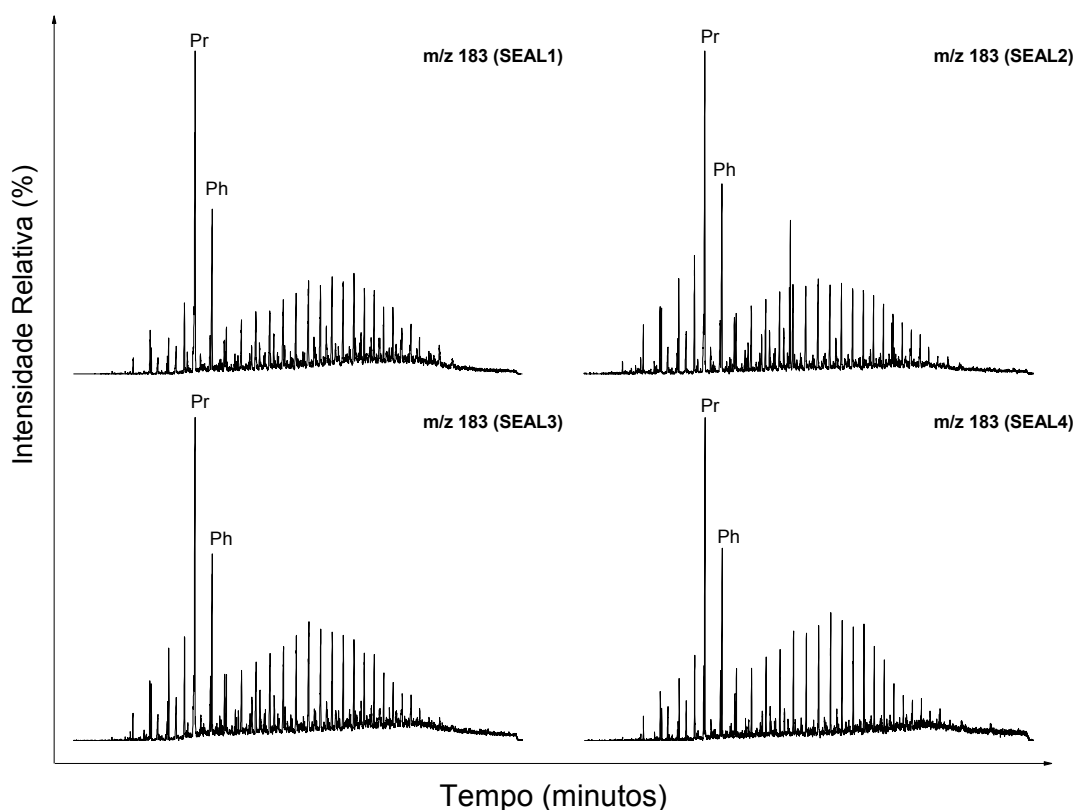 Pr
m/z 183 (SEAL1)
Ph
Pr
m/z 183 (SEAL2)
Ph
Pr
m/z 183 (SEAL3)
Ph
Pr
m/z 183 (SEAL4)
Ph
Intensidade Relativa (%)
Tempo (minutos)